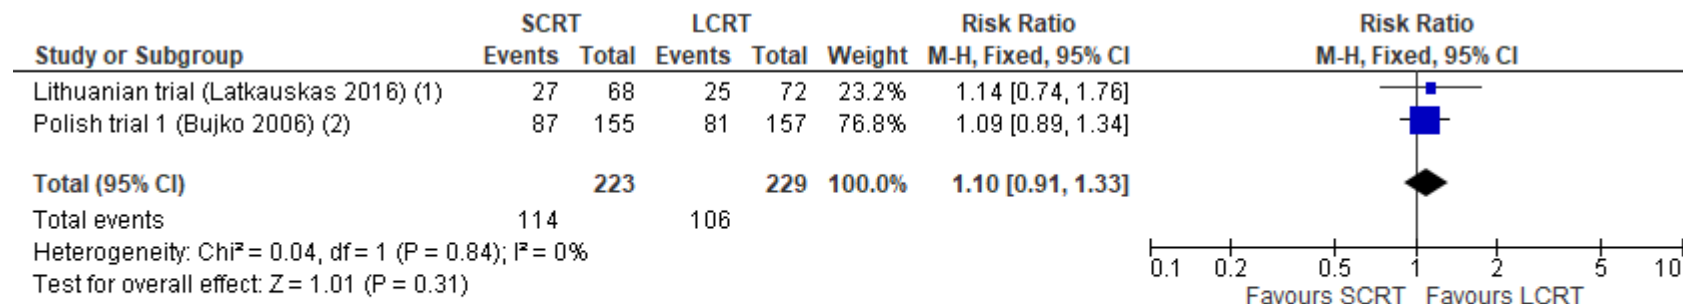 SCRT LCRT Risk Ratio Risk Ratio
Study or Subgroup Events Total Events Total Weight M-H, Fixed, 95% CI M-H, Fixed, 95% CI
Lithuanian trial (Latkauskas 2016) (1) 27 68 25 72 23.2% 1.14 [0.74, 1.76]
Polish trial 1 (Bujko 2006) (2) 87 155 81 157 76.8% 1.09 [0.89, 1.34]
Total (95% CI) 223 229 100.0% 1.10 [0.91, 1.33]
Total events 114 106
Heterogeneity: Chi² = 0.04, df = 1 (P = 0.84); I² = 0%
Test for overall effect: Z = 1.01 (P = 0.31)
0.1 0.2 0.5 1 2 5 10
Favours SCRT Favours LCRT